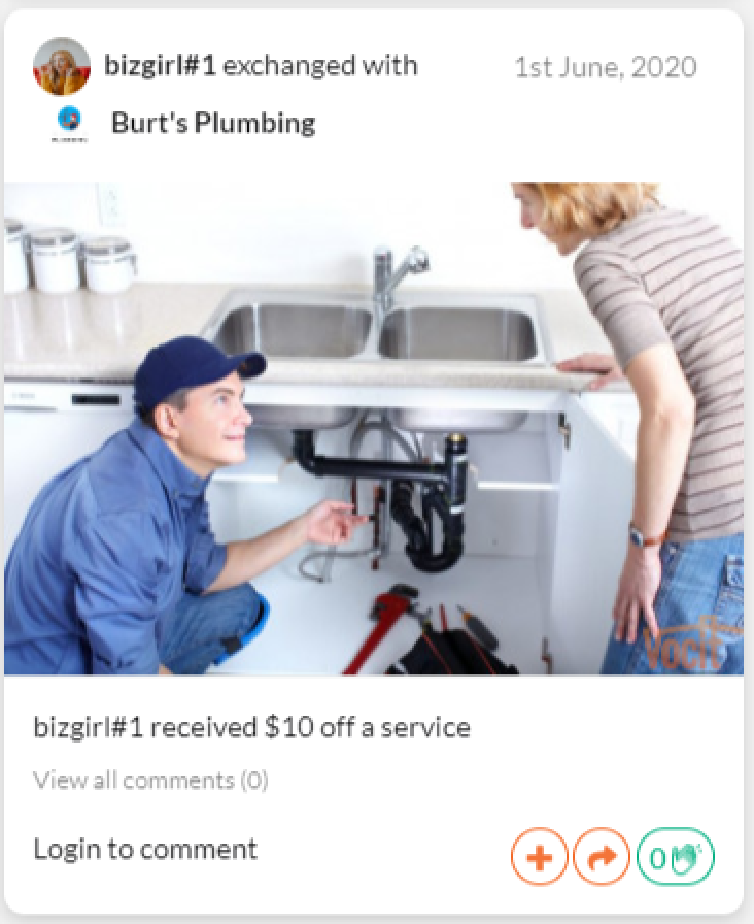 bizgirl#1 exchanged with
1st June, 2020
Burt's Plumbing
Vocit
bizgirl#1 received $10 off a service
View all comments (0)
Login to comment
0